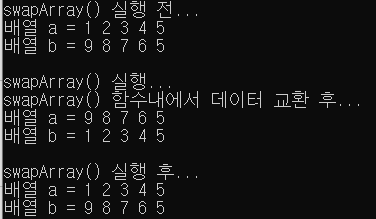 swapArray() 실행 전...
배열 a = 1 2 3 4 5
배열 b = 9 8 7 6 5
swapArray() 실행...
swapArray() 함수내에서 데이터 교환 후...
배열 a = 9 8 7 6 5
배열 b = 1 2 3 4 5
swapArray() 실행 후...
배열 a = 1 2 3 4 5
배열 b = 9 8 7 6 5